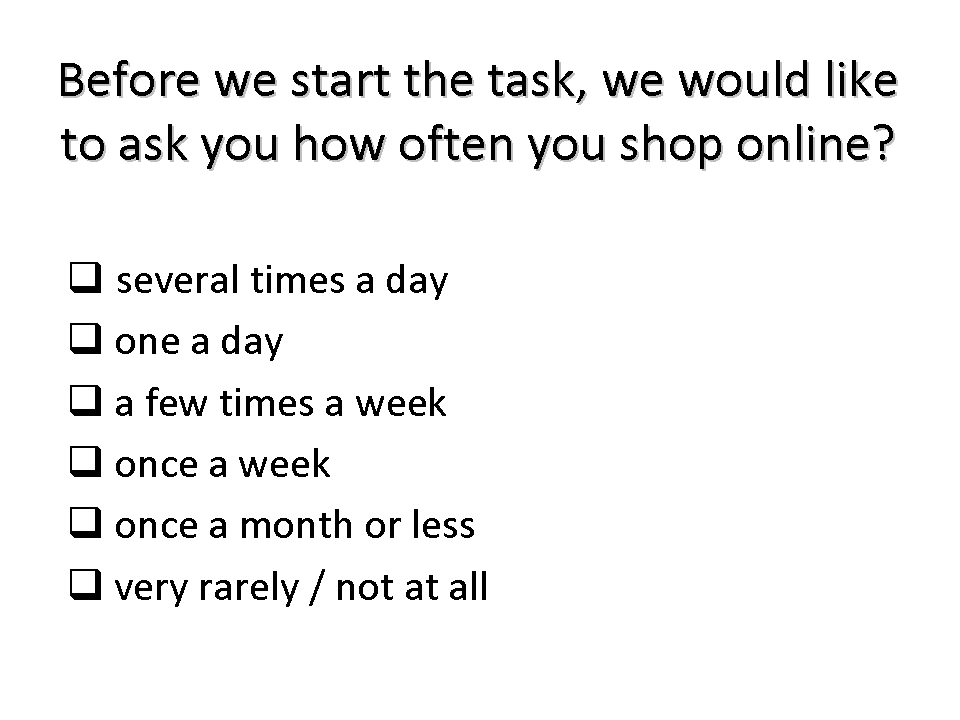 Before we start the task, we would like
to ask you how often you shop online?
❑ several times a day
❑ one a day
❑ a few times a week
❑ once a week
❑ once a month or less
❑ very rarely / not at all